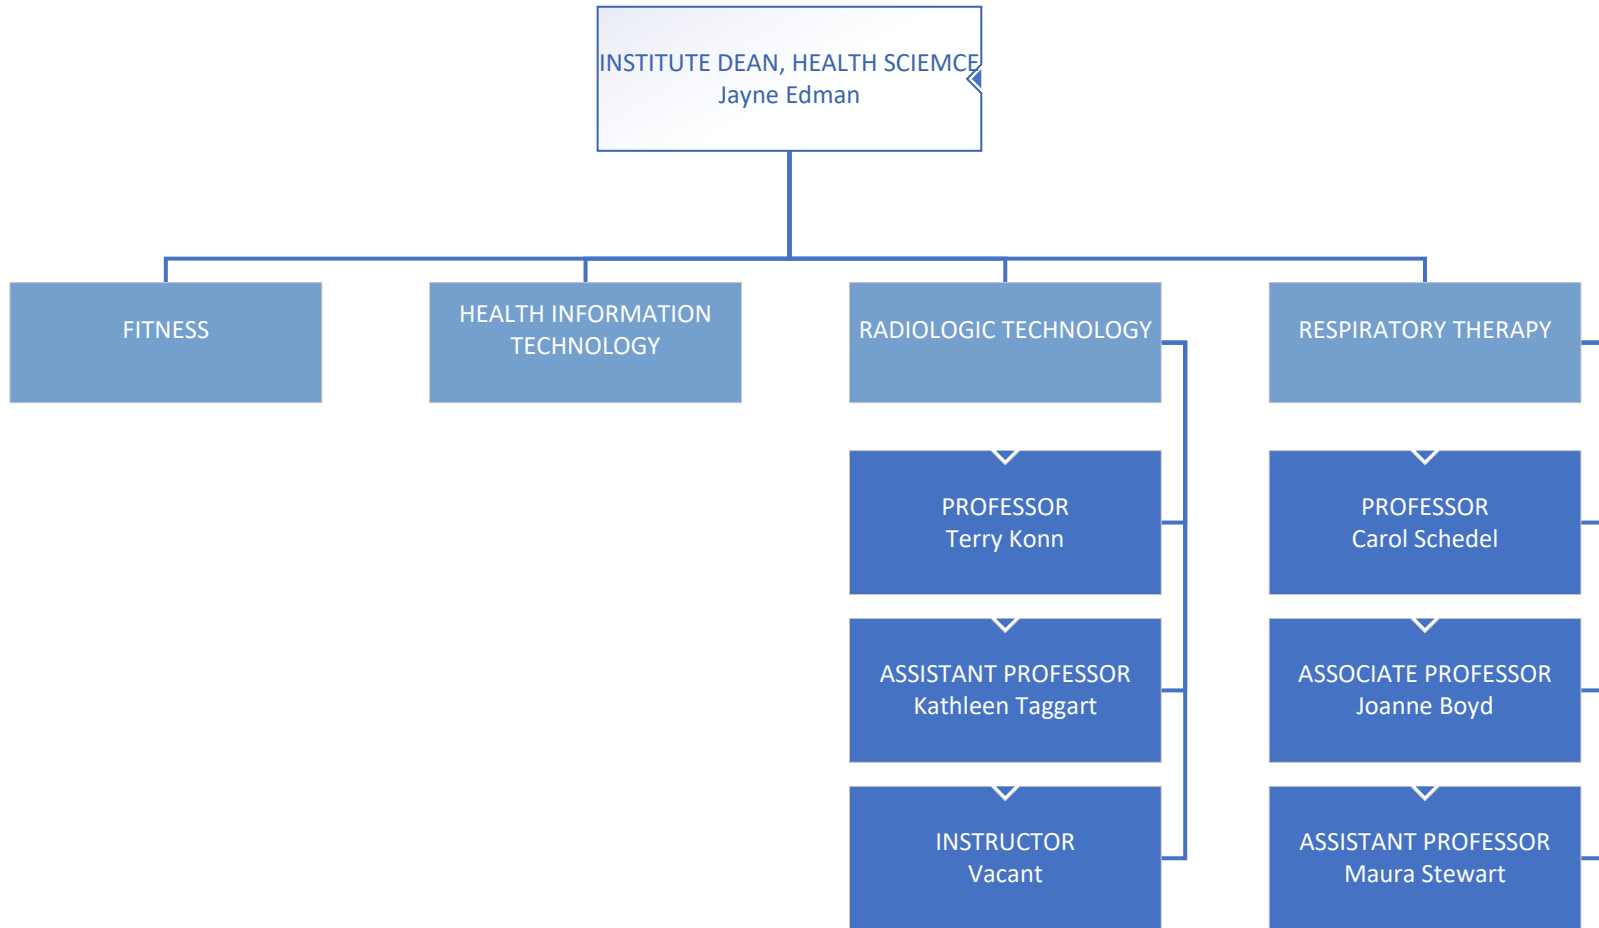 INSTITUTE DEAN, HEALTH SCIEMCE
Jayne Edman
FITNESS
HEALTH INFORMATION
TECHNOLOGY
RADIOLOGIC TECHNOLOGY
RESPIRATORY THERAPY
PROFESSOR
Terry Konn
PROFESSOR
Carol Schedel
ASSISTANT PROFESSOR
Kathleen Taggart
ASSOCIATE PROFESSOR
Joanne Boyd
INSTRUCTOR
Vacant
ASSISTANT PROFESSOR
Maura Stewart